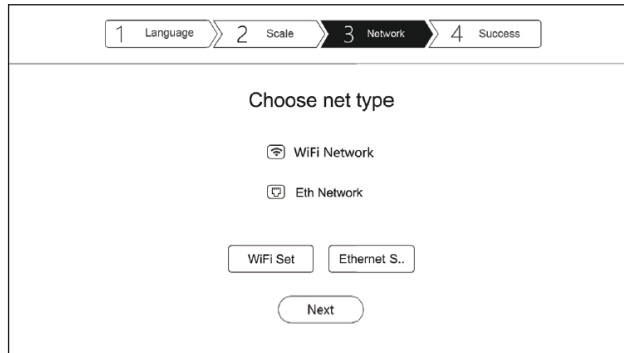 1 Language 2 Scale 3 Network 4 Success
Choose net type
WiFi Network
Eth Network
WiFi Set Ethernet S..
Next